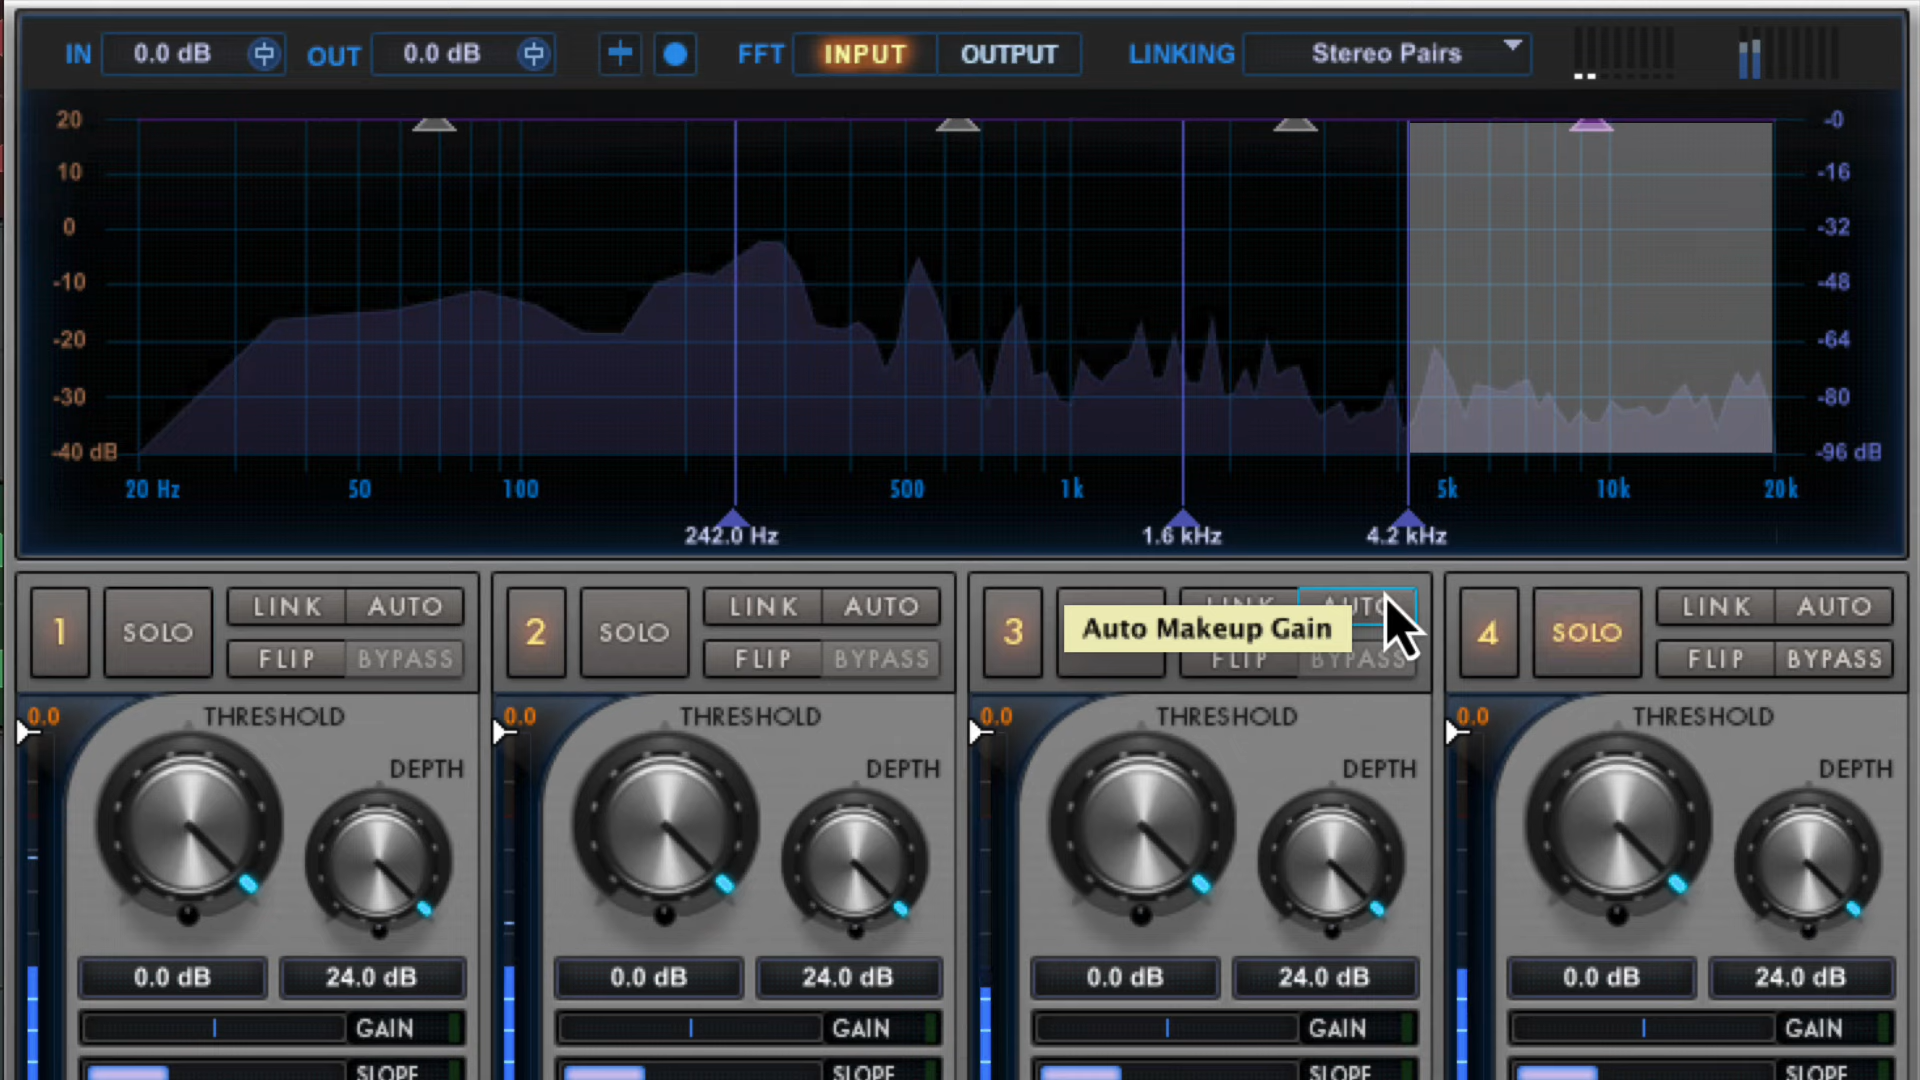 IN 0.0 dB OUT 0.0 dB FFT INPUT OUTPUT LINKING Stereo Pairs
20 -0
10 -16
0 -32
-10 -48
-20 -64
-30 -80
-40 dB -96 dB
20 Hz 50 100 500 1k 5k 10k 20k
242.0 Hz 1.6 kHz 4.2 kHz
1 SOLO LINK AUTO 2 SOLO LINK AUTO 3 LINK AUTO 4 SOLO LINK AUTO
Auto Makeup Gain
FLIP BYPASS FLIP BYPASS FLIP BYPASS FLIP BYPASS
0.0 THRESHOLD 0.0 THRESHOLD 0.0 THRESHOLD 0.0 THRESHOLD
DEPTH DEPTH DEPTH DEPTH
0.0 dB 24.0 dB 0.0 dB 24.0 dB 0.0 dB 24.0 dB 0.0 dB 24.0 dB
GAIN GAIN GAIN GAIN
SLOPE SLOPE SLOPE SLOPE